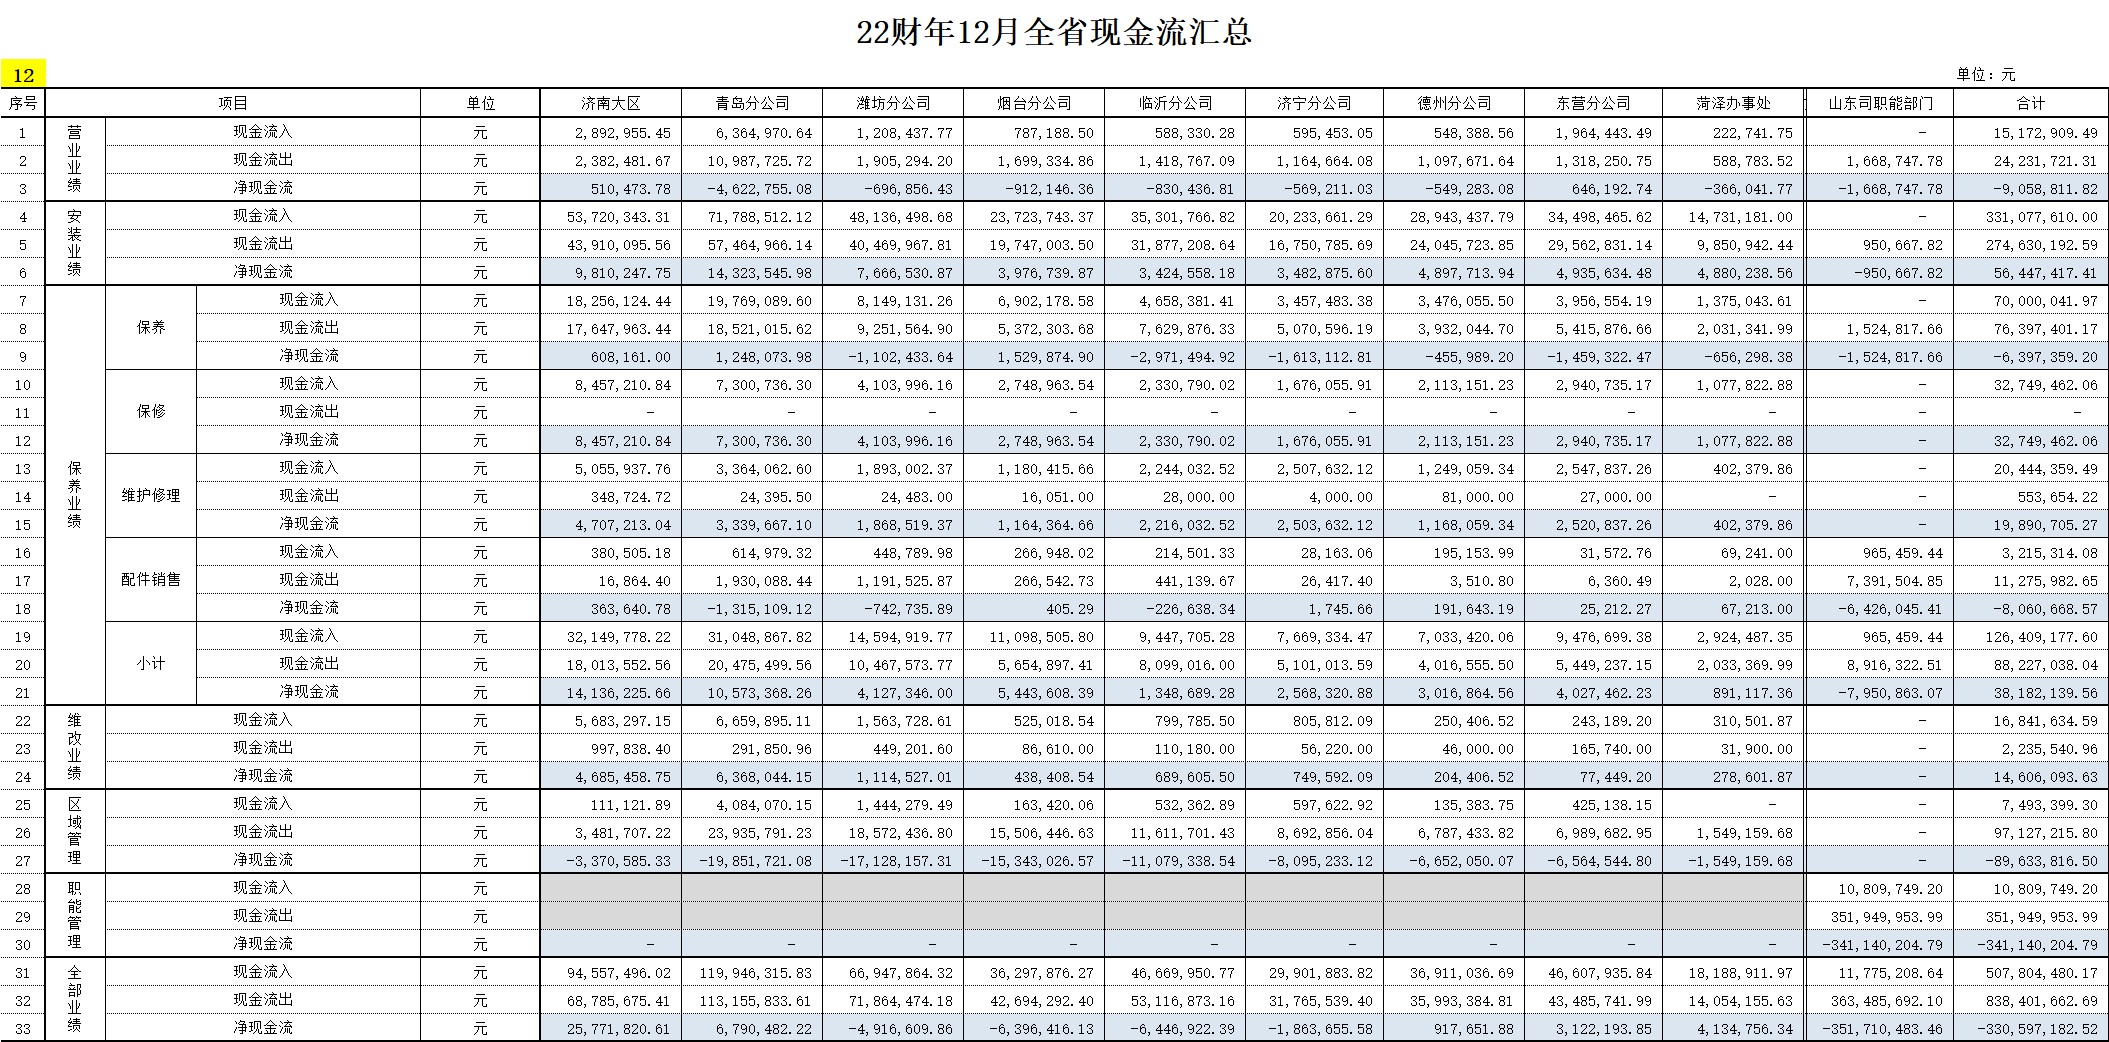 22财年12月全省现金流汇总
12
单位：元
序号 项目 单位 济南大区 青岛分公司 潍坊分公司 烟台分公司 临沂分公司 济宁分公司 德州分公司 东营分公司 菏泽办事处 山东司职能部门 合计
1 营业业绩 现金流入 元 2,892,955.45 6,364,970.64 1,208,437.77 787,188.50 588,330.28 595,453.05 548,388.56 1,964,443.49 222,741.75 - 15,172,909.49
2 现金流出 元 2,382,481.67 10,987,725.72 1,905,294.20 1,699,334.86 1,418,767.09 1,164,664.08 1,097,671.64 1,318,250.75 588,783.52 1,668,747.78 24,231,721.31
3 净现金流 元 510,473.78 -4,622,755.08 -696,856.43 -912,146.36 -830,436.81 -569,211.03 -549,283.08 646,192.74 -366,041.77 -1,668,747.78 -9,058,811.82
4 安装业绩 现金流入 元 53,720,343.31 71,788,512.12 48,136,498.68 23,723,743.37 35,301,766.82 20,233,661.29 28,943,437.79 34,498,465.62 14,731,181.00 - 331,077,610.00
5 现金流出 元 43,910,095.56 57,464,966.14 40,469,967.81 19,747,003.50 31,877,208.64 16,750,785.69 24,045,723.85 29,562,831.14 9,850,942.44 950,667.82 274,630,192.59
6 净现金流 元 9,810,247.75 14,323,545.98 7,666,530.87 3,976,739.87 3,424,558.18 3,482,875.60 4,897,713.94 4,935,634.48 4,880,238.56 -950,667.82 56,447,417.41
7 保养业绩 保养 现金流入 元 18,256,124.44 19,769,089.60 8,149,131.26 6,902,178.58 4,658,381.41 3,457,483.38 3,476,055.50 3,956,554.19 1,375,043.61 - 70,000,041.97
8 现金流出 元 17,647,963.44 18,521,015.62 9,251,564.90 5,372,303.68 7,629,876.33 5,070,596.19 3,932,044.70 5,415,876.66 2,031,341.99 1,524,817.66 76,397,401.17
9 净现金流 元 608,161.00 1,248,073.98 -1,102,433.64 1,529,874.90 -2,971,494.92 -1,613,112.81 -455,989.20 -1,459,322.47 -656,298.38 -1,524,817.66 -6,397,359.20
10 保修 现金流入 元 8,457,210.84 7,300,736.30 4,103,996.16 2,748,963.54 2,330,790.02 1,676,055.91 2,113,151.23 2,940,735.17 1,077,822.88 - 32,749,462.06
11 现金流出 元 - - - - - - - - - - -
12 净现金流 元 8,457,210.84 7,300,736.30 4,103,996.16 2,748,963.54 2,330,790.02 1,676,055.91 2,113,151.23 2,940,735.17 1,077,822.88 - 32,749,462.06
13 维护修理 现金流入 元 5,055,937.76 3,364,062.60 1,893,002.37 1,180,415.66 2,244,032.52 2,507,632.12 1,249,059.34 2,547,837.26 402,379.86 - 20,444,359.49
14 现金流出 元 348,724.72 24,395.50 24,483.00 16,051.00 28,000.00 4,000.00 81,000.00 27,000.00 - - 553,654.22
15 净现金流 元 4,707,213.04 3,339,667.10 1,868,519.37 1,164,364.66 2,216,032.52 2,503,632.12 1,168,059.34 2,520,837.26 402,379.86 - 19,890,705.27
16 配件销售 现金流入 元 380,505.18 614,979.32 448,789.98 266,948.02 214,501.33 28,163.06 195,153.99 31,572.76 69,241.00 965,459.44 3,215,314.08
17 现金流出 元 16,864.40 1,930,088.44 1,191,525.87 266,542.73 441,139.67 26,417.40 3,510.80 6,360.49 2,028.00 7,391,504.85 11,275,982.65
18 净现金流 元 363,640.78 -1,315,109.12 -742,735.89 405.29 -226,638.34 1,745.66 191,643.19 25,212.27 67,213.00 -6,426,045.41 -8,060,668.57
19 小计 现金流入 元 32,149,778.22 31,048,867.82 14,594,919.77 11,098,505.80 9,447,705.28 7,669,334.47 7,033,420.06 9,476,699.38 2,924,487.35 965,459.44 126,409,177.60
20 现金流出 元 18,013,552.56 20,475,499.56 10,467,573.77 5,654,897.41 8,099,016.00 5,101,013.59 4,016,555.50 5,449,237.15 2,033,369.99 8,916,322.51 88,227,038.04
21 净现金流 元 14,136,225.66 10,573,368.26 4,127,346.00 5,443,608.39 1,348,689.28 2,568,320.88 3,016,864.56 4,027,462.23 891,117.36 -7,950,863.07 38,182,139.56
22 维改业绩 现金流入 元 5,683,297.15 6,659,895.11 1,563,728.61 525,018.54 799,785.50 805,812.09 250,406.52 243,189.20 310,501.87 - 16,841,634.59
23 现金流出 元 997,838.40 291,850.96 449,201.60 86,610.00 110,180.00 56,220.00 46,000.00 165,740.00 31,900.00 - 2,235,540.96
24 净现金流 元 4,685,458.75 6,368,044.15 1,114,527.01 438,408.54 689,605.50 749,592.09 204,406.52 77,449.20 278,601.87 - 14,606,093.63
25 区域管理 现金流入 元 111,121.89 4,084,070.15 1,444,279.49 163,420.06 532,362.89 597,622.92 135,383.75 425,138.15 - - 7,493,399.30
26 现金流出 元 3,481,707.22 23,935,791.23 18,572,436.80 15,506,446.63 11,611,701.43 8,692,856.04 6,787,433.82 6,989,682.95 1,549,159.68 - 97,127,215.80
27 净现金流 元 -3,370,585.33 -19,851,721.08 -17,128,157.31 -15,343,026.57 -11,079,338.54 -8,095,233.12 -6,652,050.07 -6,564,544.80 -1,549,159.68 - -89,633,816.50
28 职能管理 现金流入 元 10,809,749.20 10,809,749.20
29 现金流出 元 351,949,953.99 351,949,953.99
30 净现金流 元 - - - - - - - - - -341,140,204.79 -341,140,204.79
31 全部业绩 现金流入 元 94,557,496.02 119,946,315.83 66,947,864.32 36,297,876.27 46,669,950.77 29,901,883.82 36,911,036.69 46,607,935.84 18,188,911.97 11,775,208.64 507,804,480.17
32 现金流出 元 68,785,675.41 113,155,833.61 71,864,474.18 42,694,292.40 53,116,873.16 31,765,539.40 35,993,384.81 43,485,741.99 14,054,155.63 363,485,692.10 838,401,662.69
33 净现金流 元 25,771,820.61 6,790,482.22 -4,916,609.86 -6,396,416.13 -6,446,922.39 -1,863,655.58 917,651.88 3,122,193.85 4,134,756.34 -351,710,483.46 -330,597,182.52